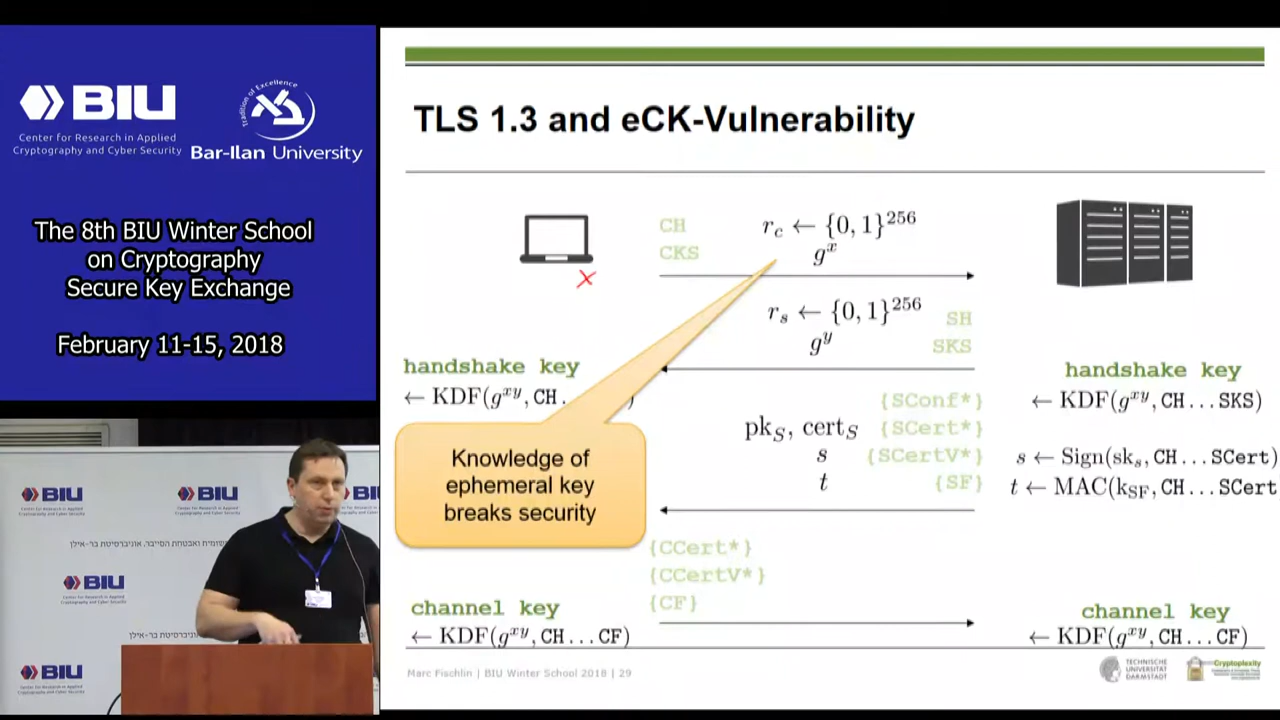 BIU
Center for Research in Applied
Cryptography and Cyber Security
Tradition of Excellence
Bar-Ilan University
The 8th BIU Winter School
on Cryptography
Secure Key Exchange
February 11-15, 2018
BIU
BIU
BIU
BIU
BIU
TLS 1.3 and eCK-Vulnerability
CH
CKS
r_c ← {0, 1}^256
g^x
r_s ← {0, 1}^256
g^y
SH
SKS
handshake key
← KDF(g^xy, CH...
handshake key
← KDF(g^xy, CH...SKS)
pk_S, cert_S
s
t
{SConf*}
{SCert*}
{SCertV*}
{SF}
s ← Sign(sk_s, CH...SCert)
t ← MAC(k_SF, CH...SCert
Knowledge of
ephemeral key
breaks security
{CCert*}
{CCertV*}
{CF}
channel key
← KDF(g^xy, CH...CF)
channel key
← KDF(g^xy, CH...CF)
Marc Fischlin | BIU Winter School 2018 | 29
TECHNISCHE
UNIVERSITÄT
DARMSTADT
Cryptoplexity